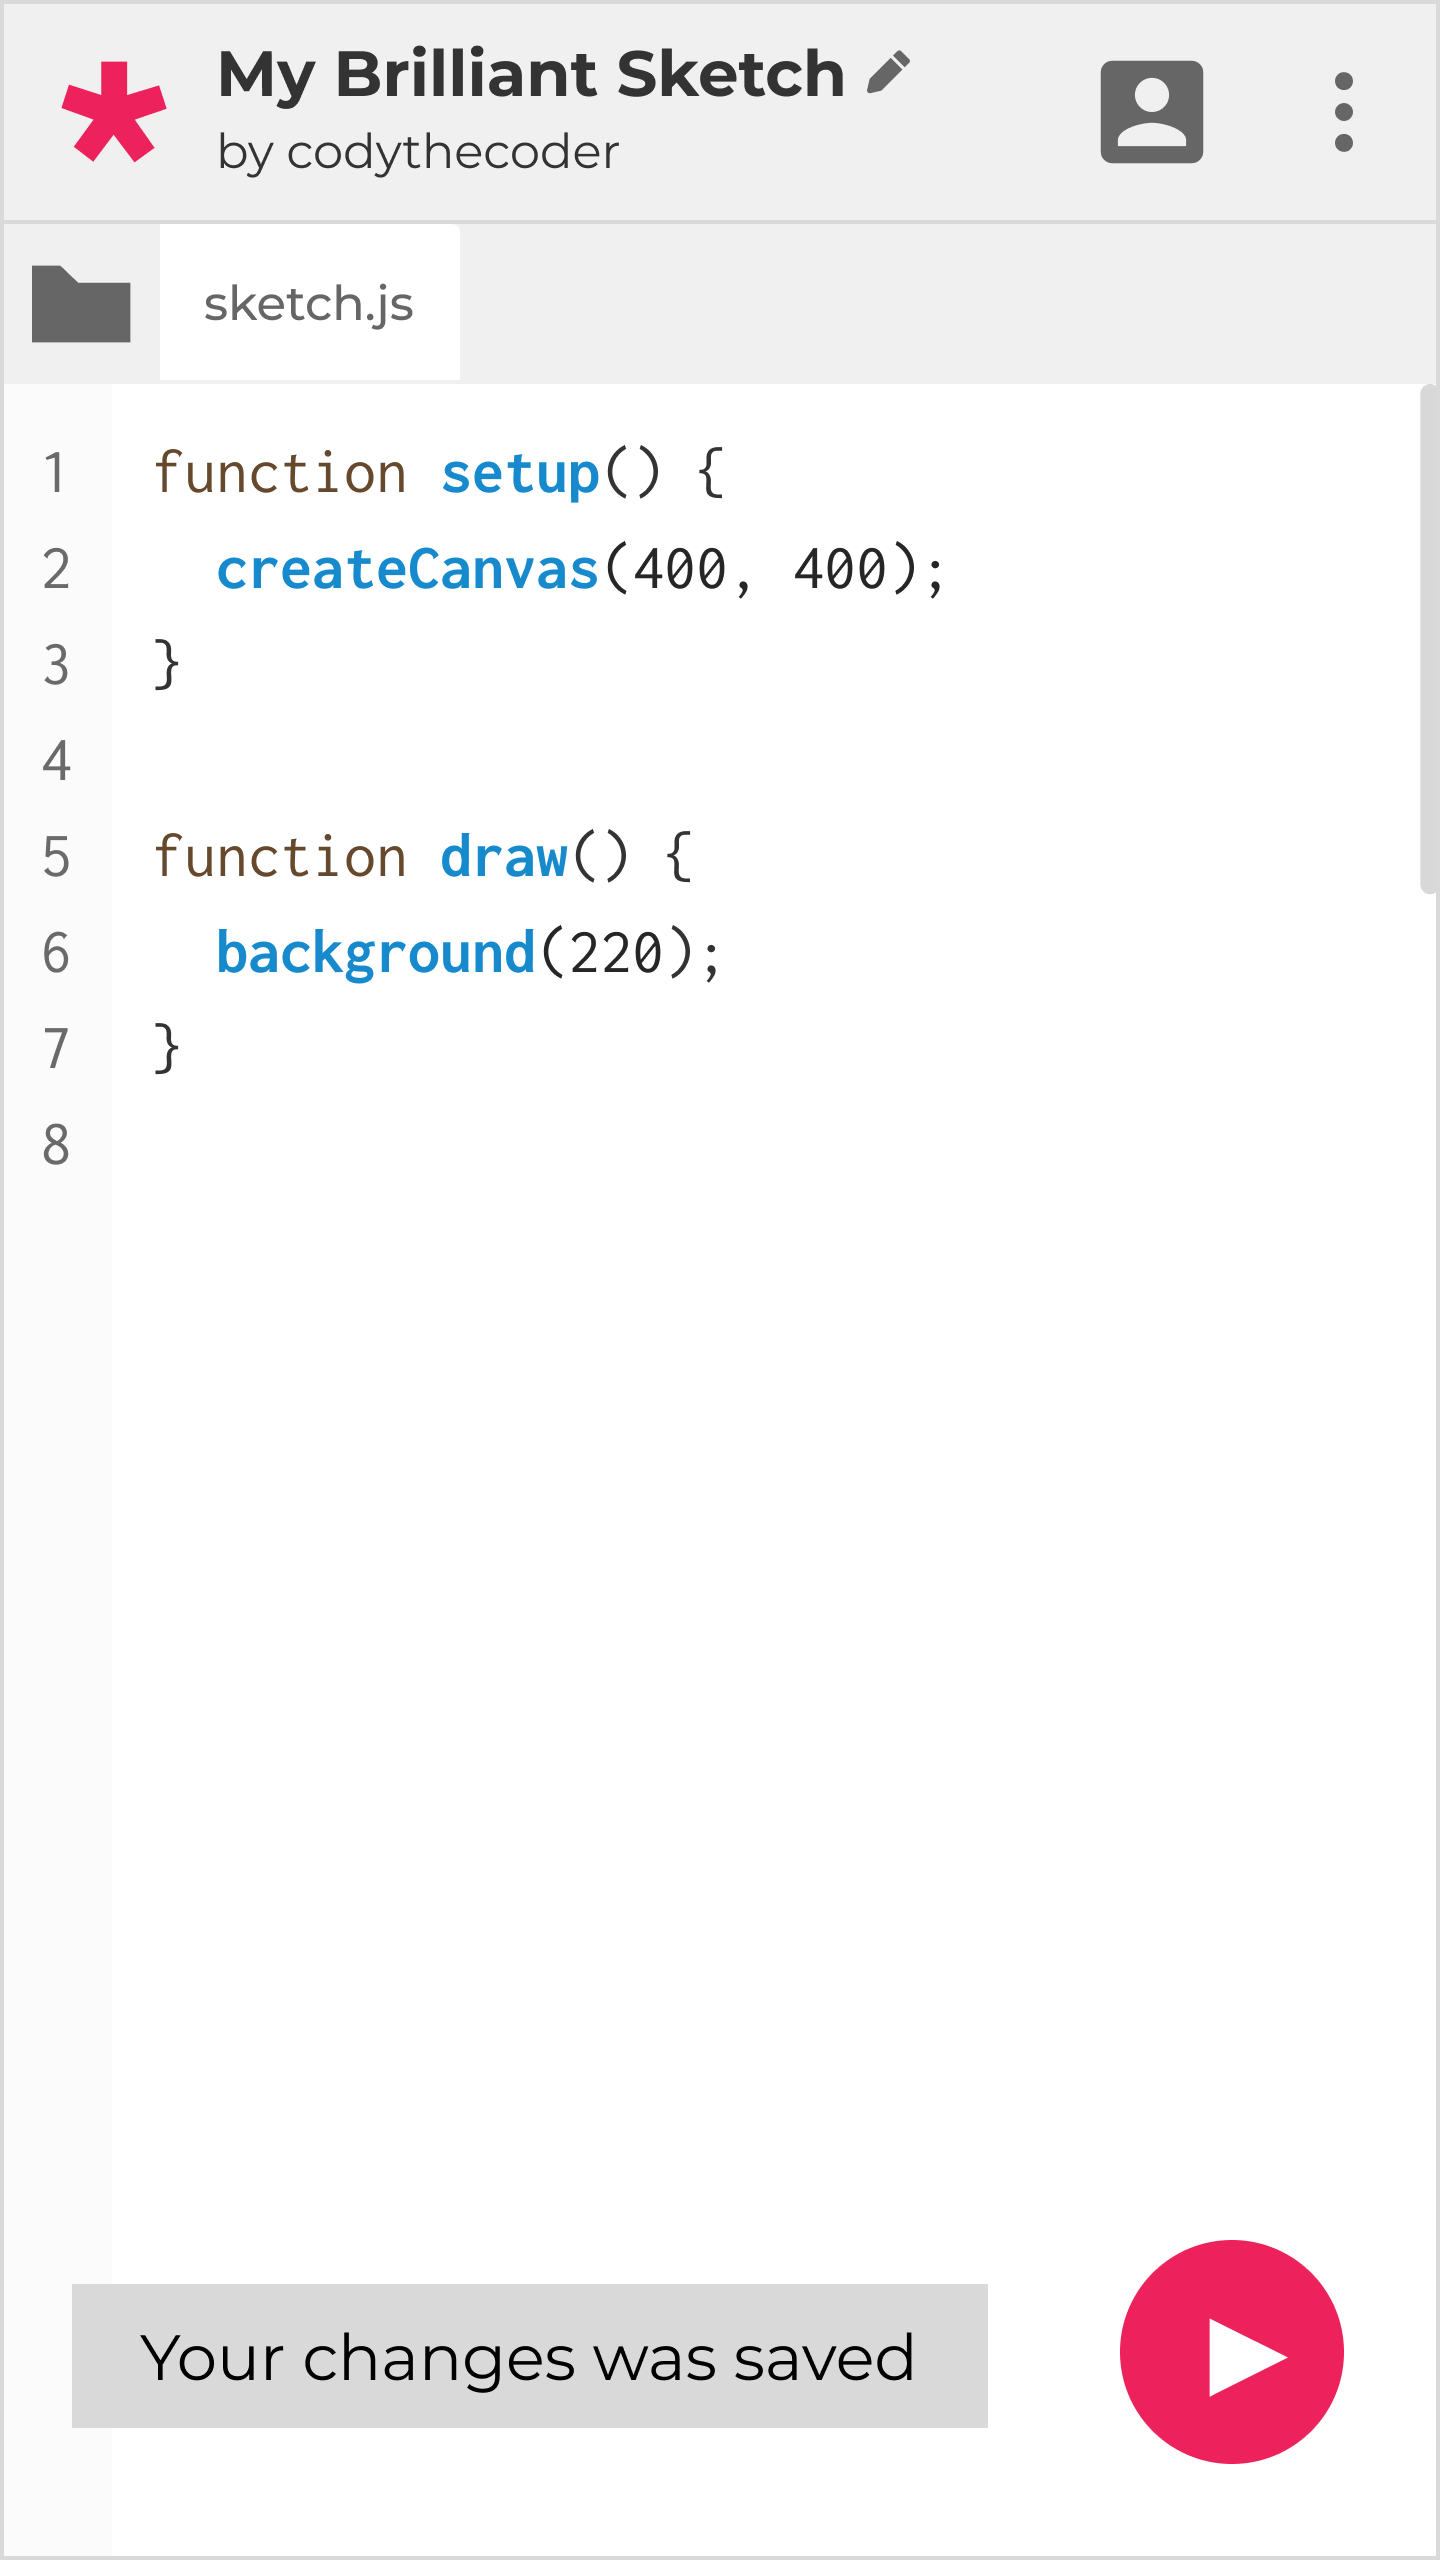 My Brilliant Sketch
by codythecoder
sketch.js
1 function setup() {
2   createCanvas(400, 400);
3 }
4
5 function draw() {
6   background(220);
7 }
8
Your changes was saved